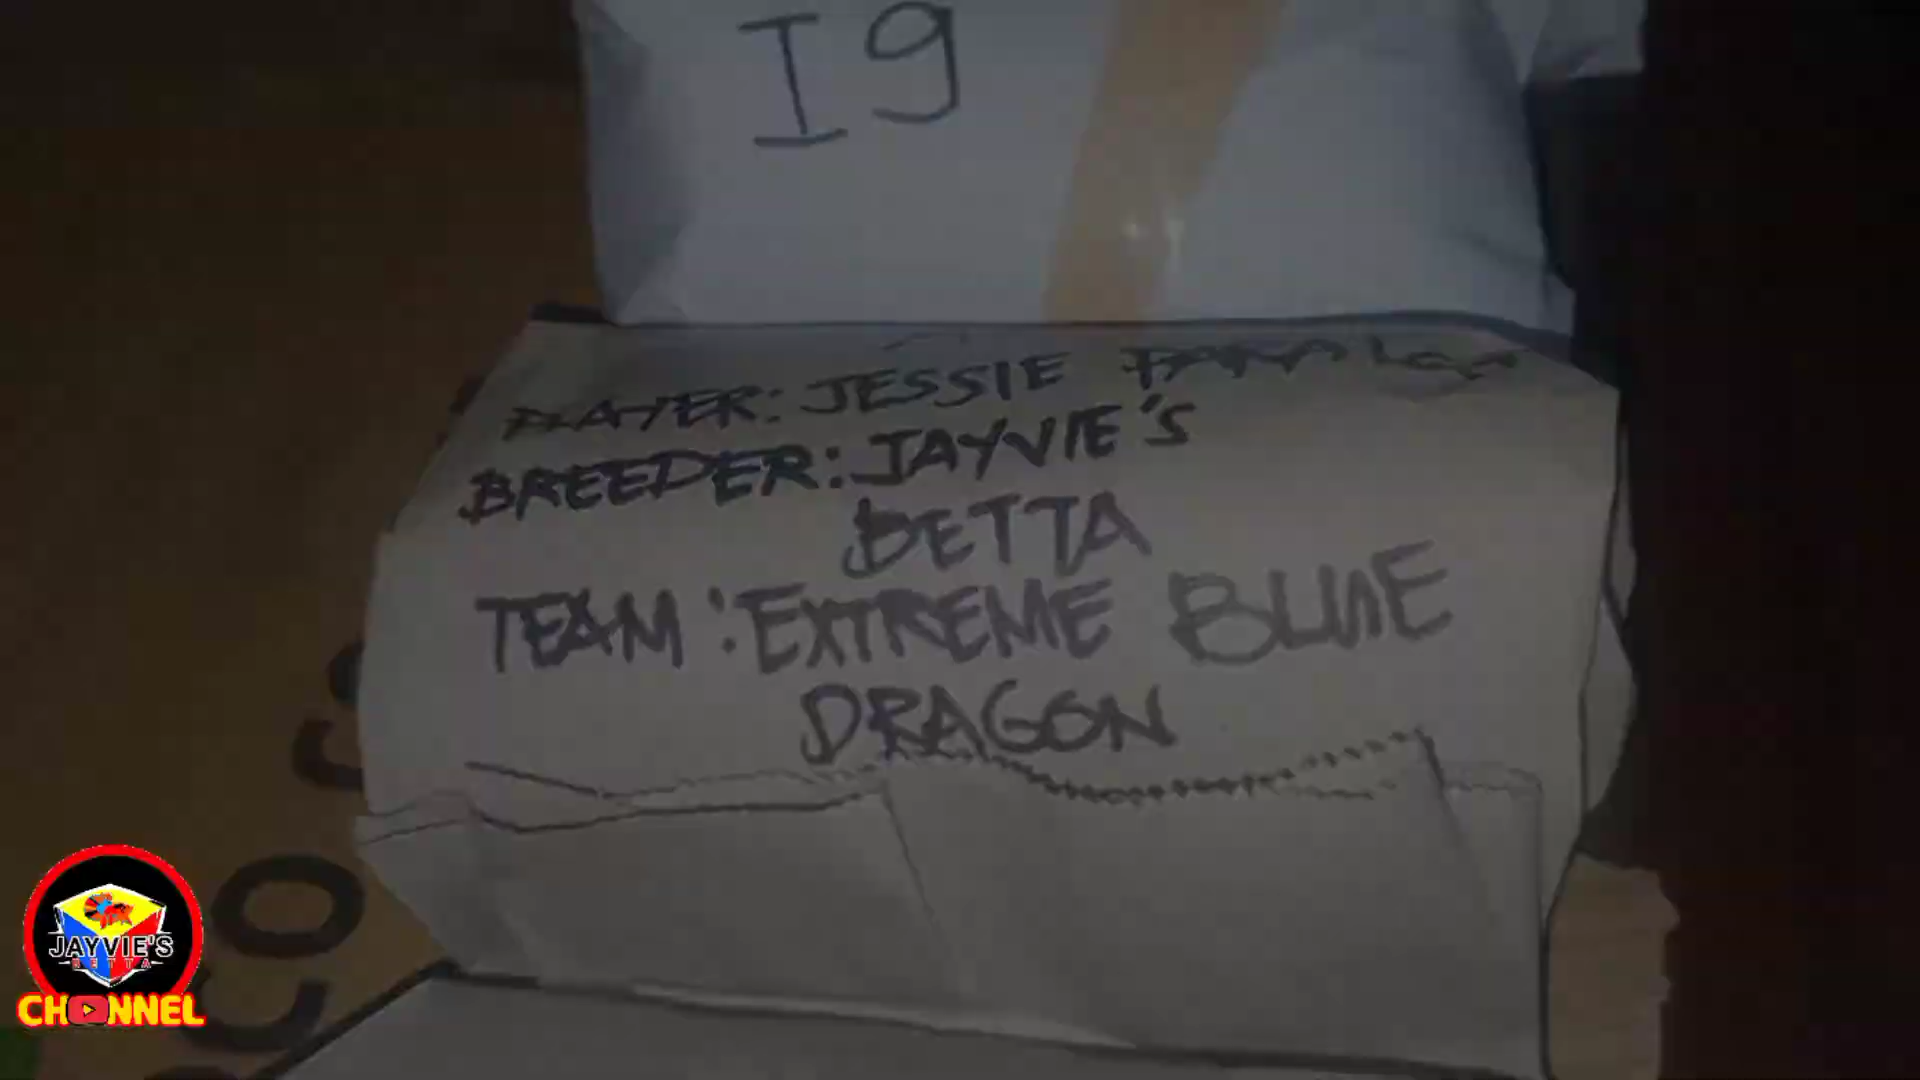 I9
PLAYER: JESSIE
BREEDER: JAYVIE'S
BETTA
TEAM: EXTREME BLUE
DRAGON
JAYVIE'S
BETTA
CHANNEL